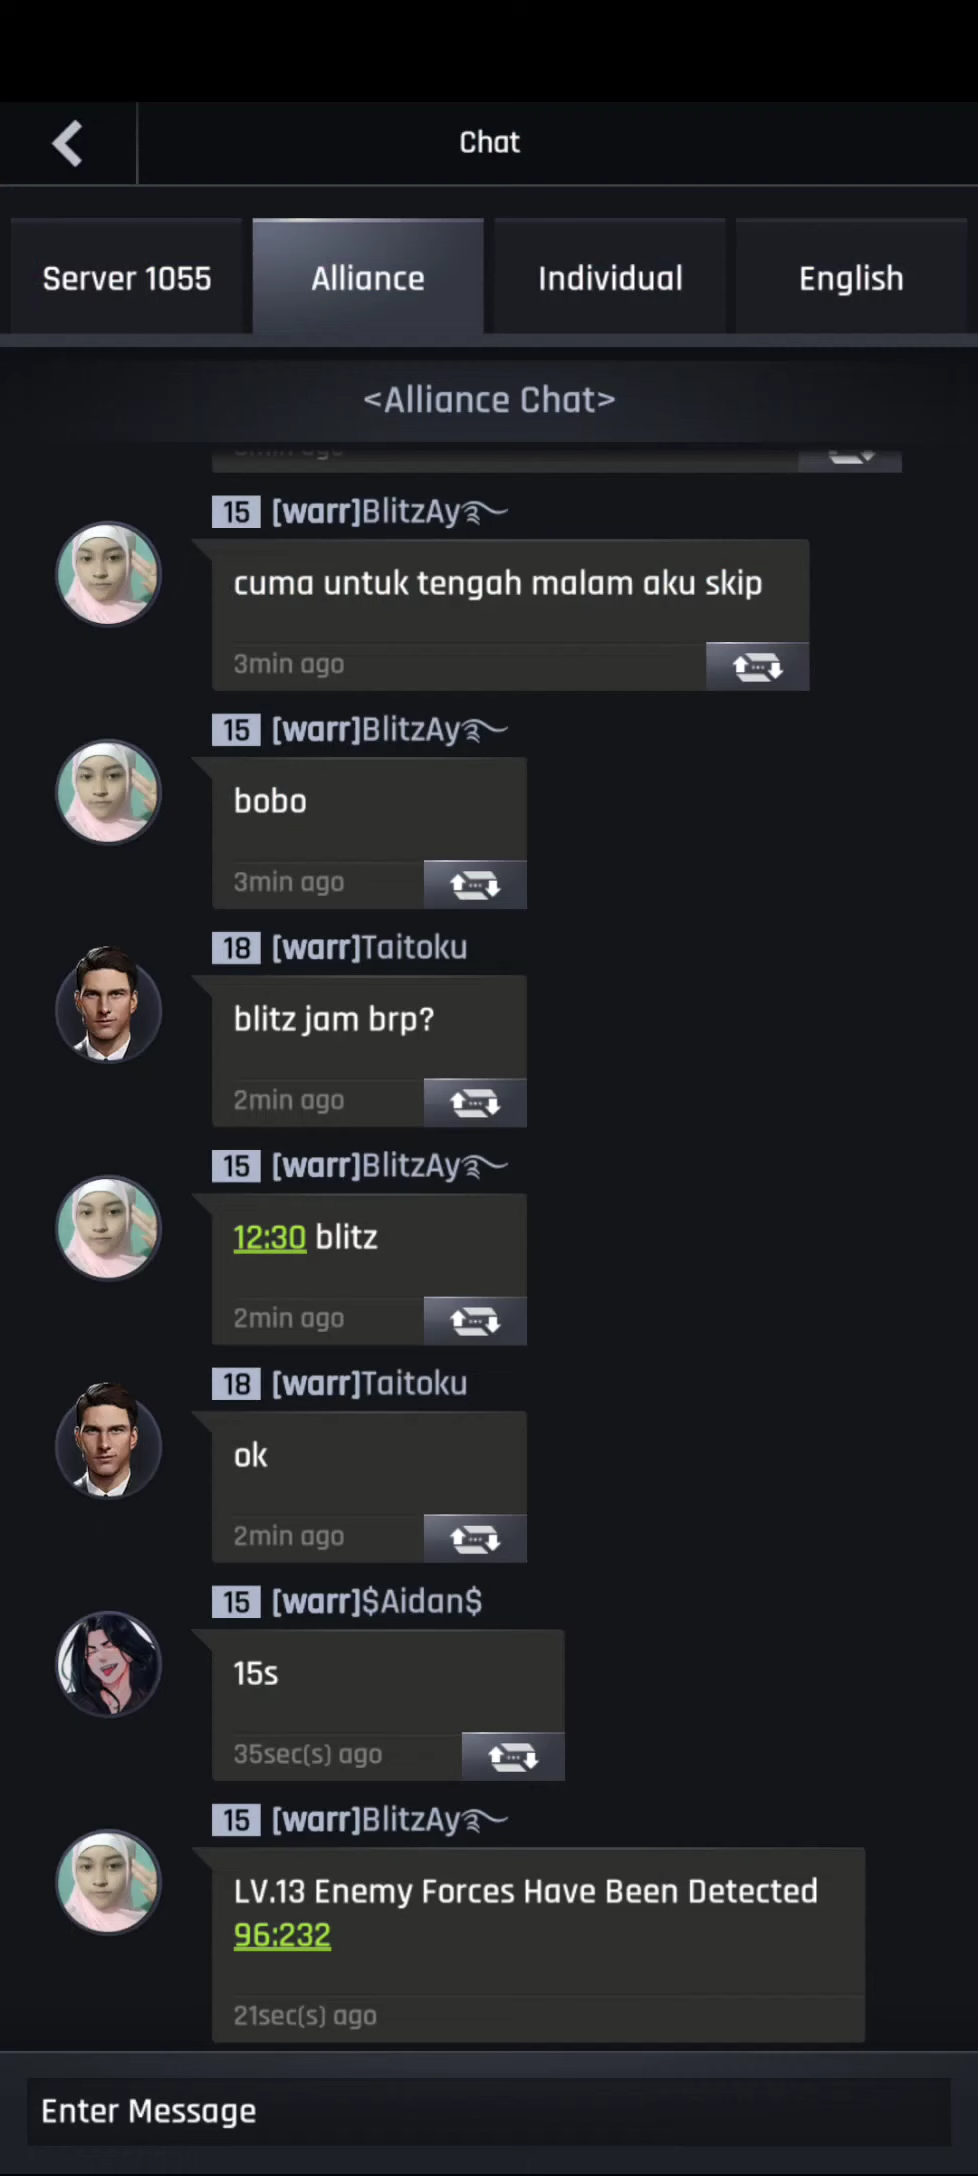 Chat
Server 1055
Alliance
Individual
English
<Alliance Chat>
15 [warr]BlitzAy
cuma untuk tengah malam aku skip
3min ago
15 [warr]BlitzAy
bobo
3min ago
18 [warr]Taitoku
blitz jam brp?
2min ago
15 [warr]BlitzAy
12:30 blitz
2min ago
18 [warr]Taitoku
ok
2min ago
15 [warr]$Aidan$
15s
35sec(s) ago
15 [warr]BlitzAy
LV.13 Enemy Forces Have Been Detected
96:232
21sec(s) ago
Enter Message